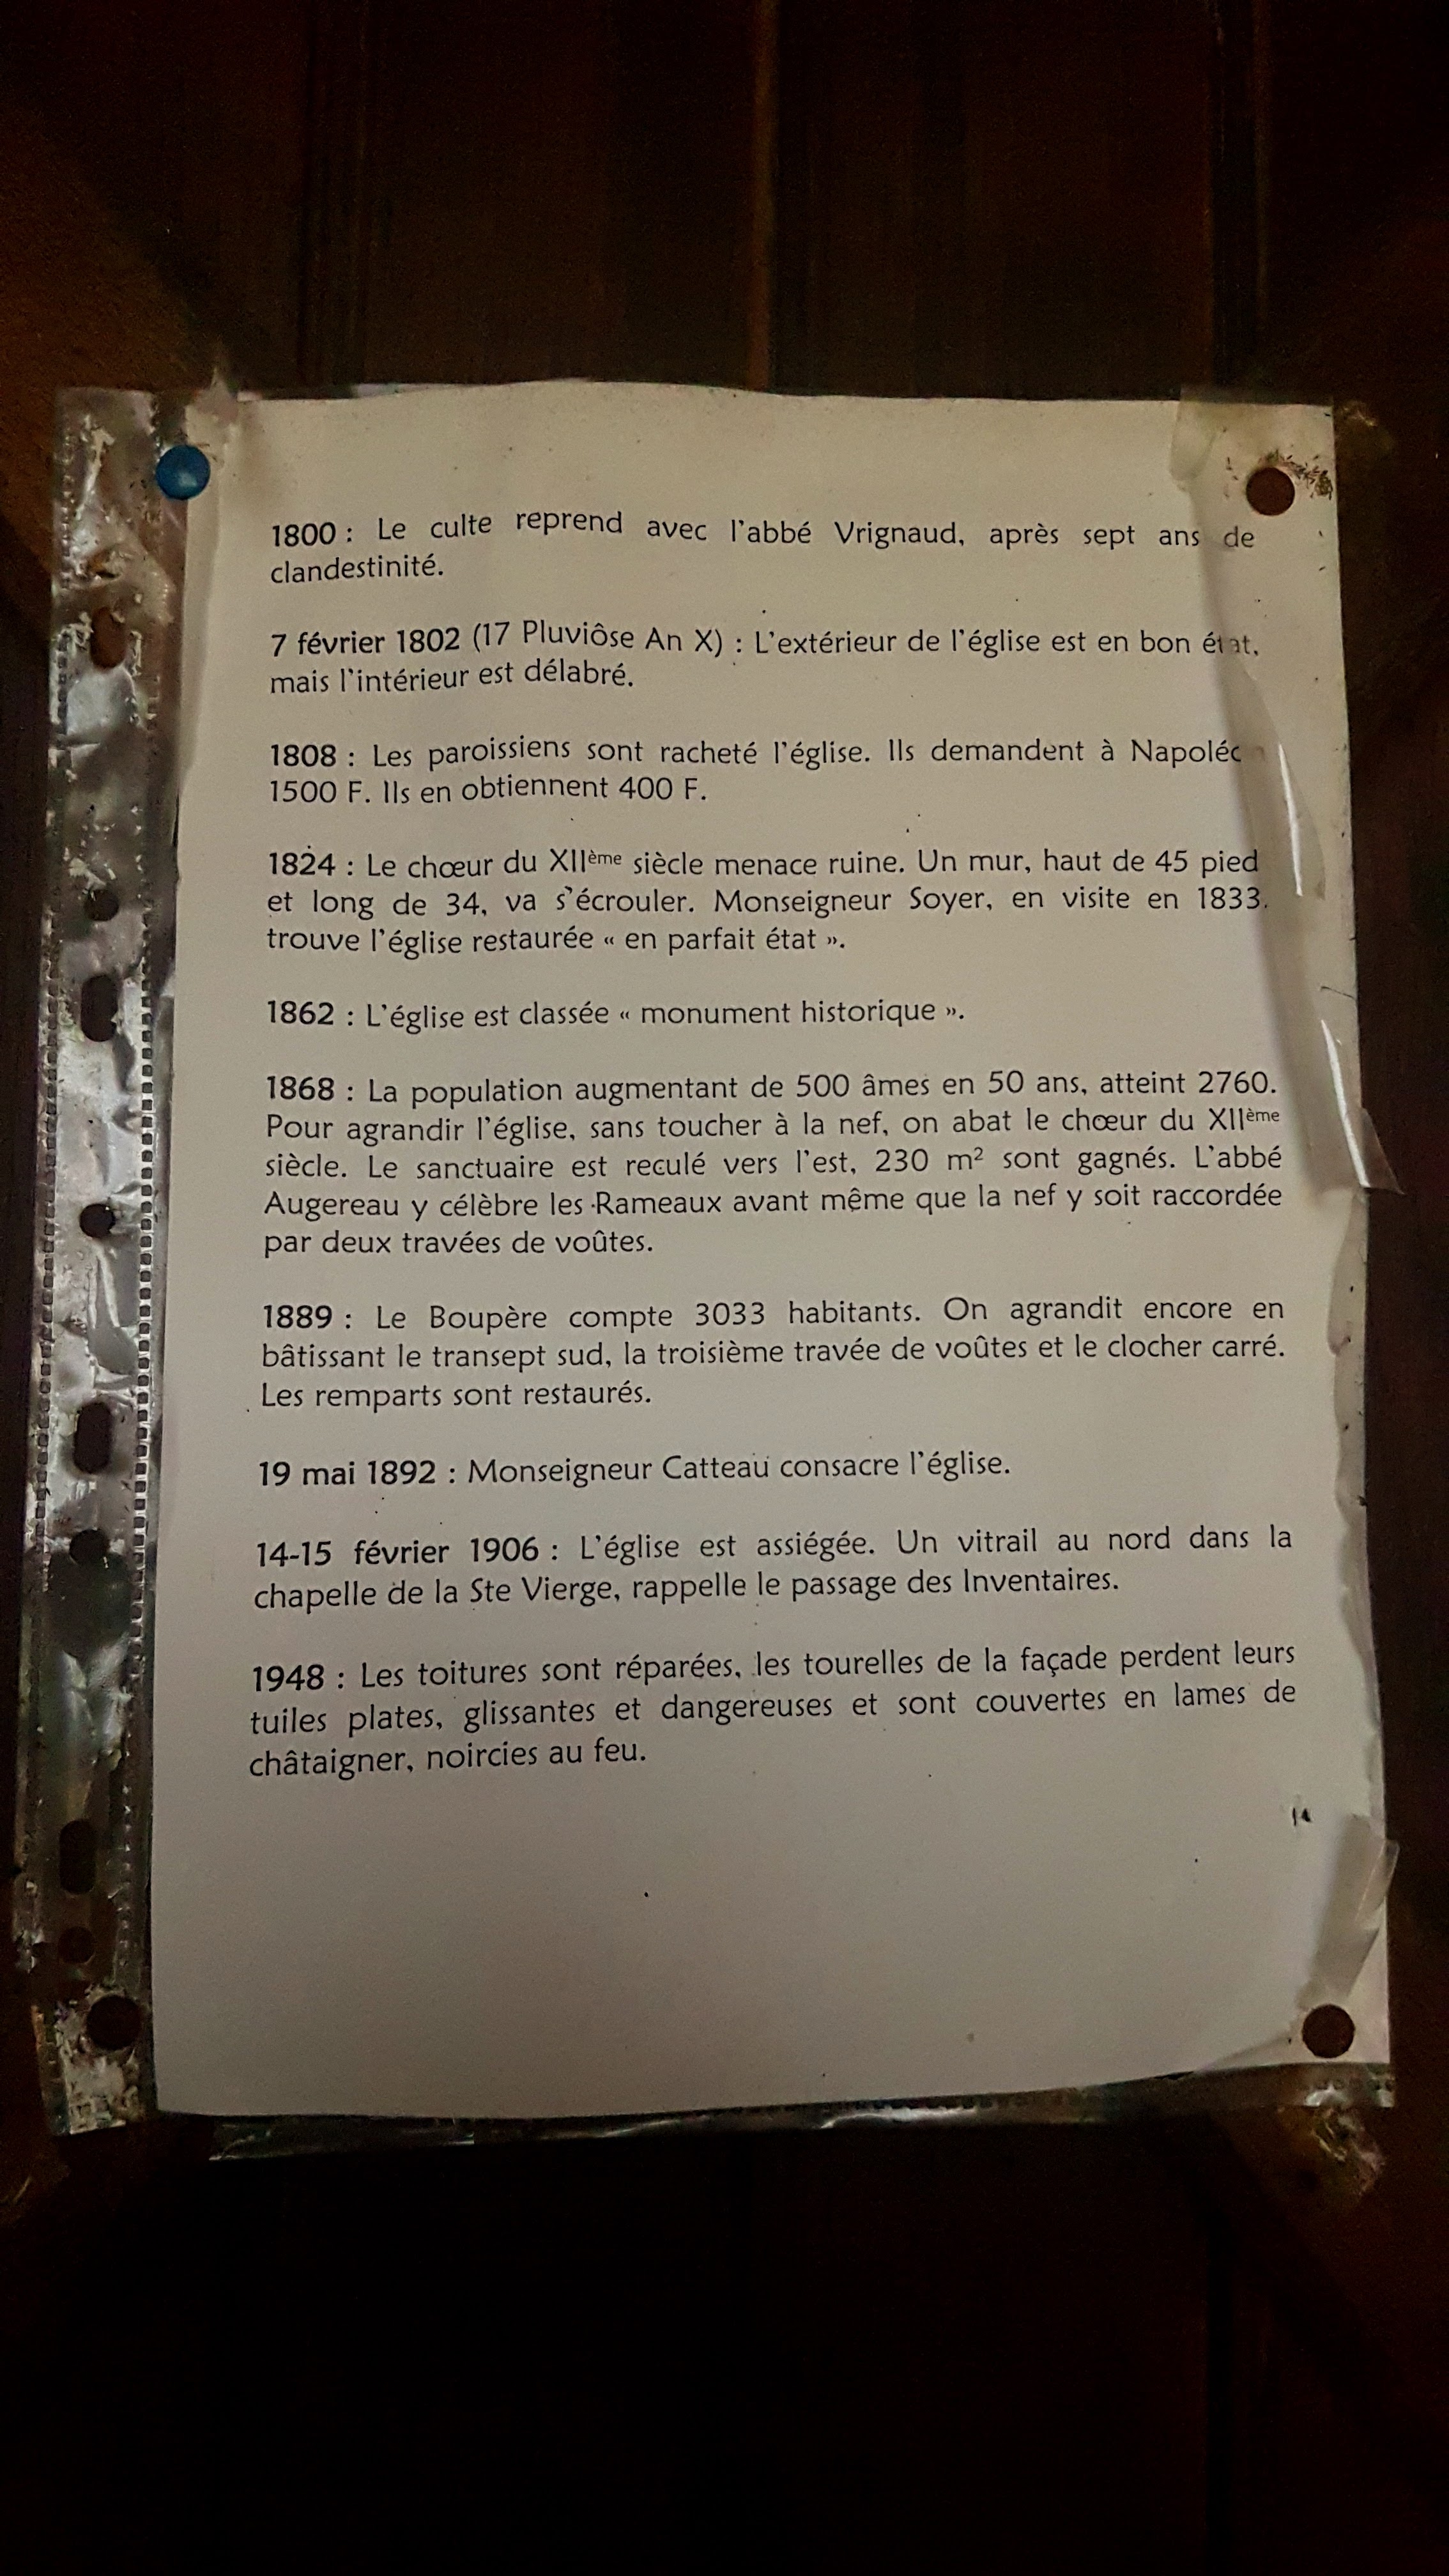 1800 : Le culte reprend avec l'abbé Vrignaud, après sept ans de
clandestinité.
7 février 1802 (17 Pluviôse An X) : L'extérieur de l'église est en bon état,
mais l'intérieur est délabré.
1808 : Les paroissiens sont racheté l'église. Ils demandent à Napoléon
1500 F. Ils en obtiennent 400 F.
1824 : Le chœur du XIIème siècle menace ruine. Un mur, haut de 45 pied
et long de 34, va s'écrouler. Monseigneur Soyer, en visite en 1833,
trouve l'église restaurée « en parfait état ».
1862 : L'église est classée « monument historique ».
1868 : La population augmentant de 500 âmes en 50 ans, atteint 2760.
Pour agrandir l'église, sans toucher à la nef, on abat le chœur du XIIème
siècle. Le sanctuaire est reculé vers l'est, 230 m² sont gagnés. L'abbé
Augereau y célèbre les Rameaux avant même que la nef y soit raccordée
par deux travées de voûtes.
1889 : Le Boupère compte 3033 habitants. On agrandit encore en
bâtissant le transept sud, la troisième travée de voûtes et le clocher carré.
Les remparts sont restaurés.
19 mai 1892 : Monseigneur Catteau consacre l'église.
14-15 février 1906 : L'église est assiégée. Un vitrail au nord dans la
chapelle de la Ste Vierge, rappelle le passage des Inventaires.
1948 : Les toitures sont réparées, les tourelles de la façade perdent leurs
tuiles plates, glissantes et dangereuses et sont couvertes en lames de
châtaigner, noircies au feu.